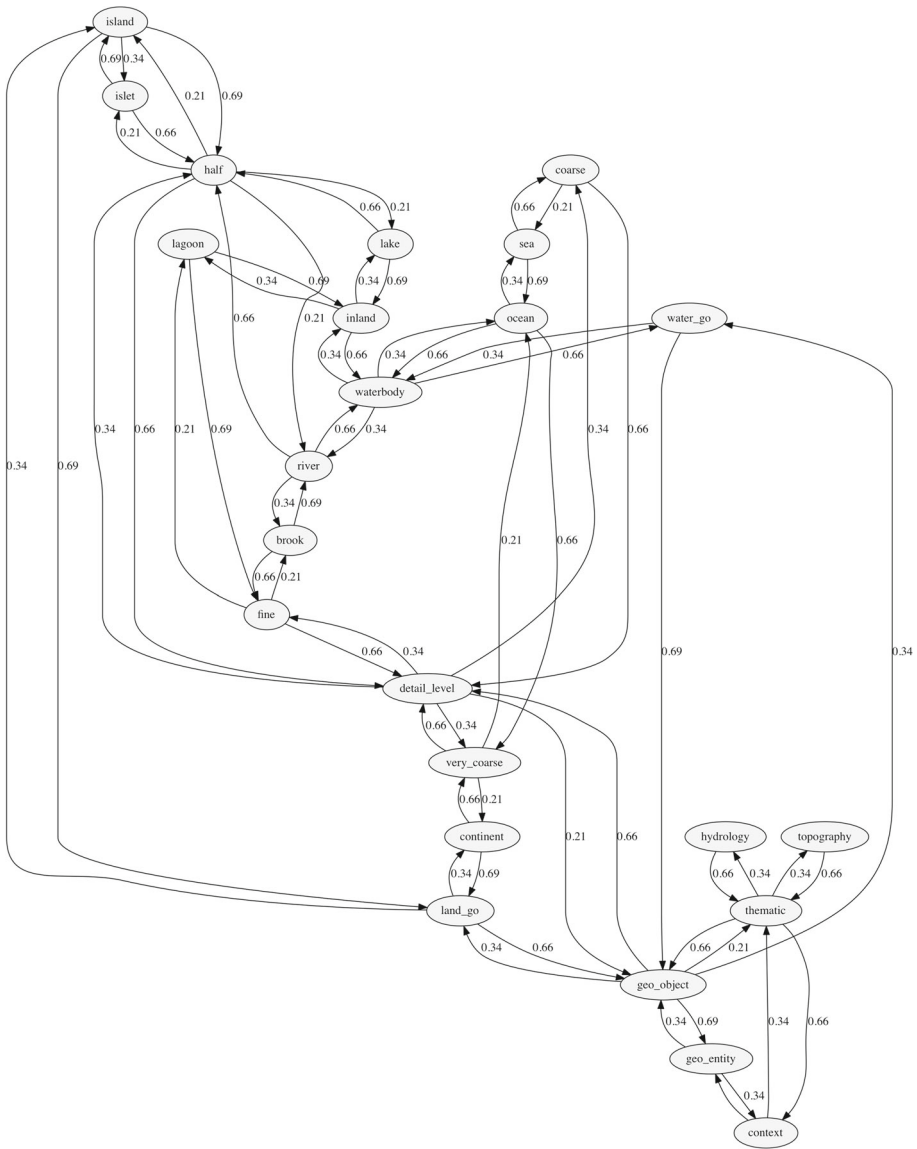 island
0.69 0.34
islet
0.21 0.69
0.21 0.66
half
coarse
0.66 0.21
0.66 0.21
lagoon
lake
sea
0.34 0.69
0.34 0.69
0.34 0.69
inland
ocean
water_go
0.66
0.21
0.34 0.66
0.34 0.66
0.34
0.66
waterbody
0.34
0.66
0.21
0.69
0.66
0.34
0.34
0.66
0.34
0.69
river
0.34 0.69
brook
0.21
0.66
0.66 0.21
fine
0.66
0.34
0.69
0.34
detail_level
0.66 0.34
very_coarse
0.66 0.21
continent
hydrology
topography
0.21
0.66
0.34 0.69
0.66 0.34
0.34 0.66
land_go
thematic
0.34
0.66
0.66 0.21
geo_object
0.34 0.69
0.34
0.66
geo_entity
0.34
context